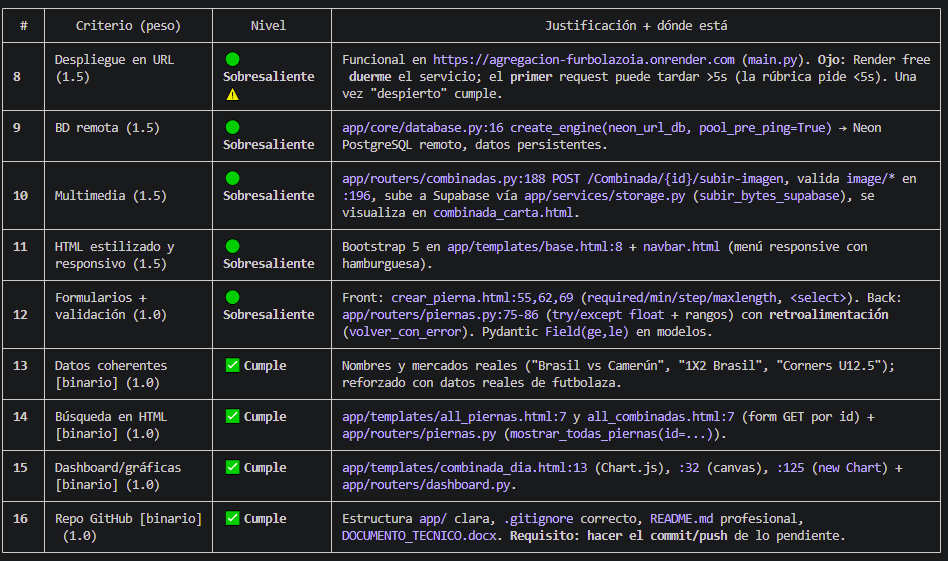 # Criterio (peso) Nivel Justificación + dónde está
8
Despliegue en URL
(1.5)
Sobresaliente
⚠
Funcional en https://agregacion-furbolazoia.onrender.com (main.py). Ojo: Render free
duerme el servicio; el primer request puede tardar >5s (la rúbrica pide <5s). Una
vez "despierto" cumple.
9
BD remota (1.5)
Sobresaliente
app/core/database.py:16 create_engine(neon_url_db, pool_pre_ping=True) → Neon
PostgreSQL remoto, datos persistentes.
10
Multimedia (1.5)
Sobresaliente
app/routers/combinadas.py:188 POST /Combinada/{id}/subir-imagen, valida image/* en
:196, sube a Supabase vía app/services/storage.py (subir_bytes_supabase), se
visualiza en combinada_carta.html.
11
HTML estilizado y
responsivo (1.5)
Sobresaliente
Bootstrap 5 en app/templates/base.html:8 + navbar.html (menú responsive con
hamburguesa).
12
Formularios +
validación (1.0)
Sobresaliente
Front: crear_pierna.html:55,62,69 (required/min/step/maxlength, <select>). Back:
app/routers/piernas.py:75-86 (try/except float + rangos) con retroalimentación
(volver_con_error). Pydantic Field(ge,le) en modelos.
13
Datos coherentes
[binario] (1.0)
✅ Cumple
Nombres y mercados reales ("Brasil vs Camerún", "1X2 Brasil", "Corners U12.5");
reforzado con datos reales de futbolaza.
14
Búsqueda en HTML
[binario] (1.0)
✅ Cumple
app/templates/all_piernas.html:7 y all_combinadas.html:7 (form GET por id) +
app/routers/piernas.py (mostrar_todas_piernas(id=...)).
15
Dashboard/gráficas
[binario] (1.0)
✅ Cumple
app/templates/combinada_dia.html:13 (Chart.js), :32 (canvas), :125 (new Chart) +
app/routers/dashboard.py.
16
Repo GitHub [binario]
(1.0)
✅ Cumple
Estructura app/ clara, .gitignore correcto, README.md profesional,
DOCUMENTO_TECNICO.docx. Requisito: hacer el commit/push de lo pendiente.